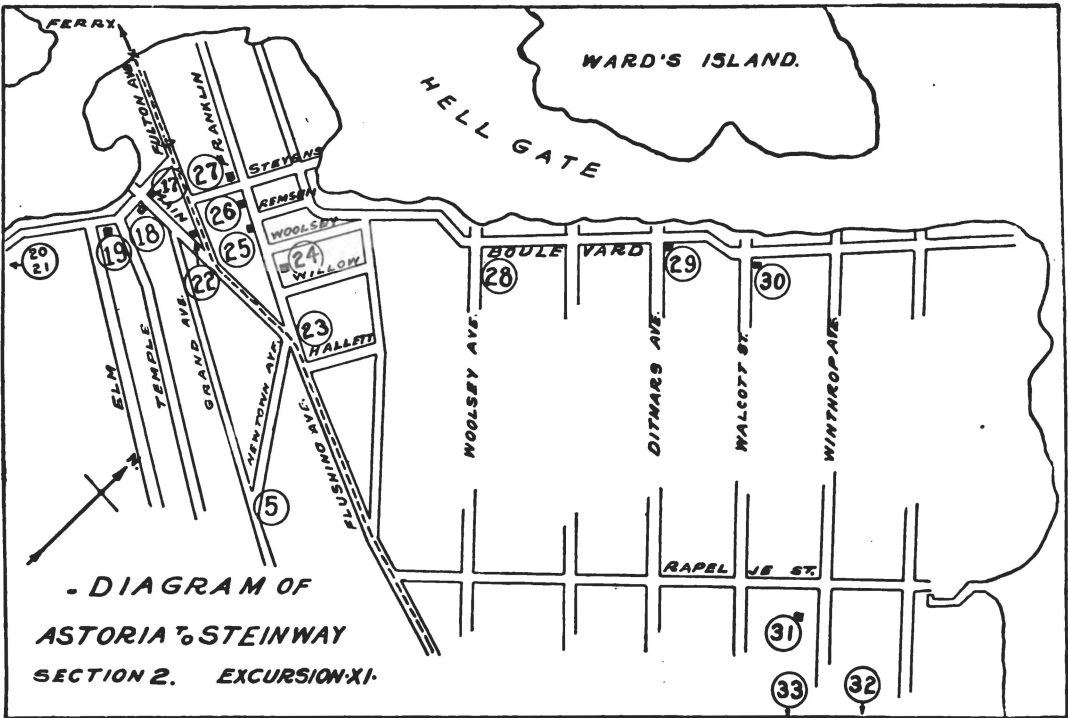 FERRY
WARD'S ISLAND.
HELL GATE
FULTON AVE.
FRANKLIN
STEVENS
REMSEN
MAIN
WOOLSEY
WILLOW
HALLETT
BOULEVARD
17
27
26
18
19
20
21
25
24
22
23
28
29
30
ELM
TEMPLE
GRAND AVE.
NEWTOWN AVE.
FLUSHING AVE.
WOOLSEY AVE.
DITMARS AVE.
WALCOTT ST.
WINTHROP AVE.
N.
5
RAPELJE ST.
31
33
32
DIAGRAM OF
ASTORIA TO STEINWAY
SECTION 2. EXCURSION·XI·